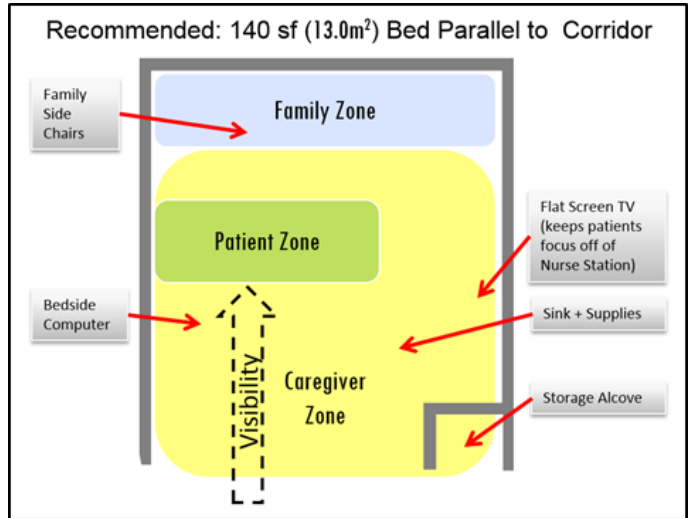 Recommended: 140 sf (13.0m²) Bed Parallel to Corridor
Family
Side
Chairs
Family Zone
Patient Zone
Flat Screen TV
(keeps patients
focus off of
Nurse Station)
Bedside
Computer
Sink + Supplies
Visibility
Caregiver
Zone
Storage Alcove